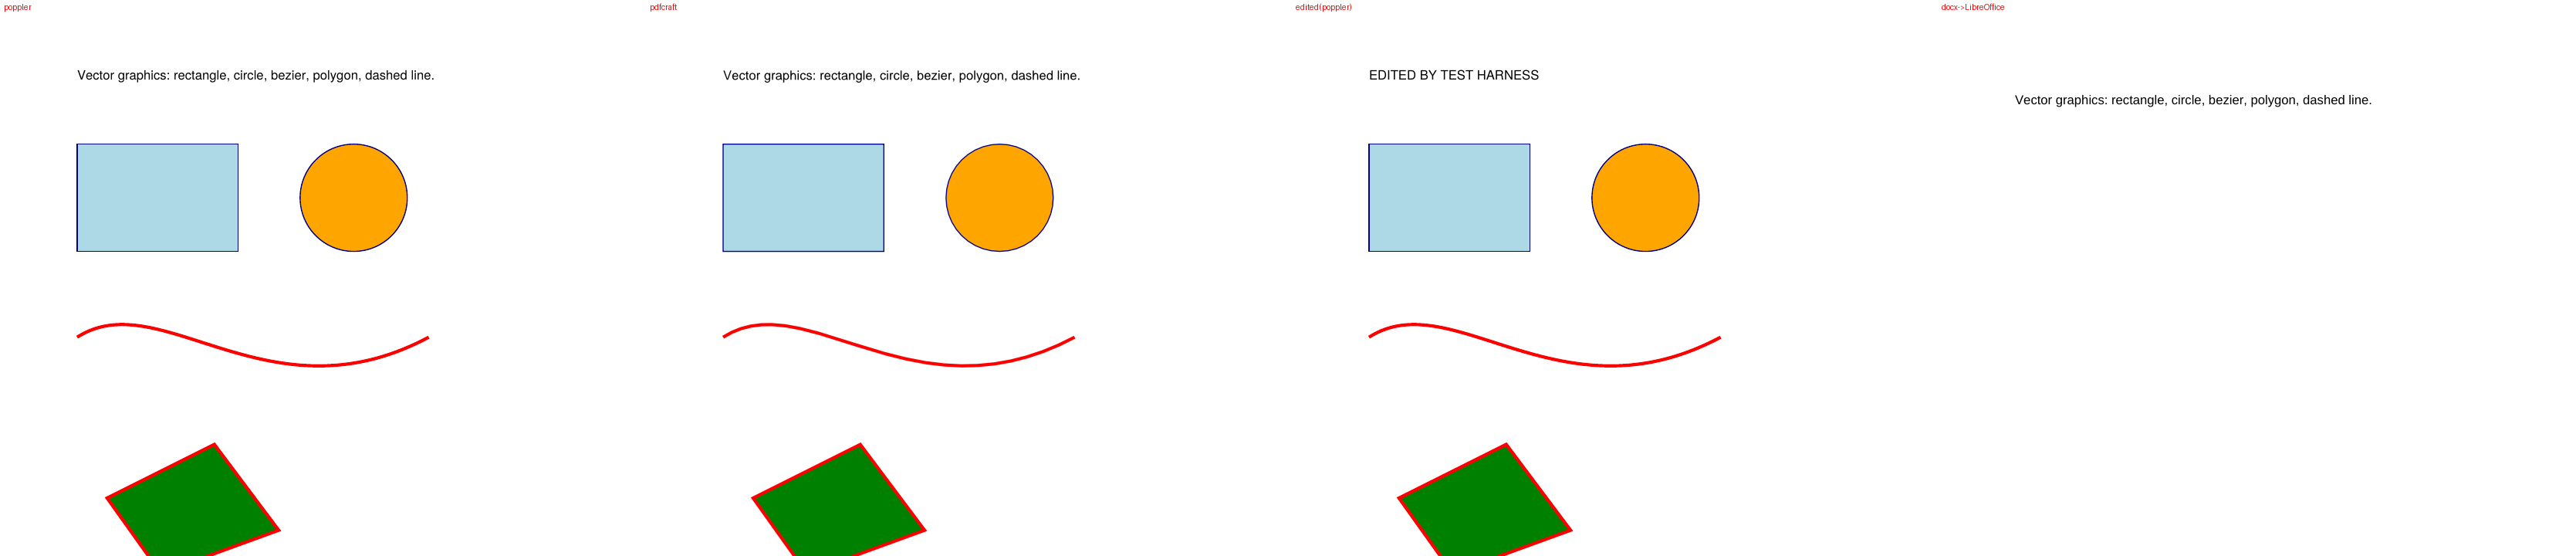 poppler
pdfcraft
edited(poppler)
docx->LibreOffice
Vector graphics: rectangle, circle, bezier, polygon, dashed line.
Vector graphics: rectangle, circle, bezier, polygon, dashed line.
EDITED BY TEST HARNESS
Vector graphics: rectangle, circle, bezier, polygon, dashed line.